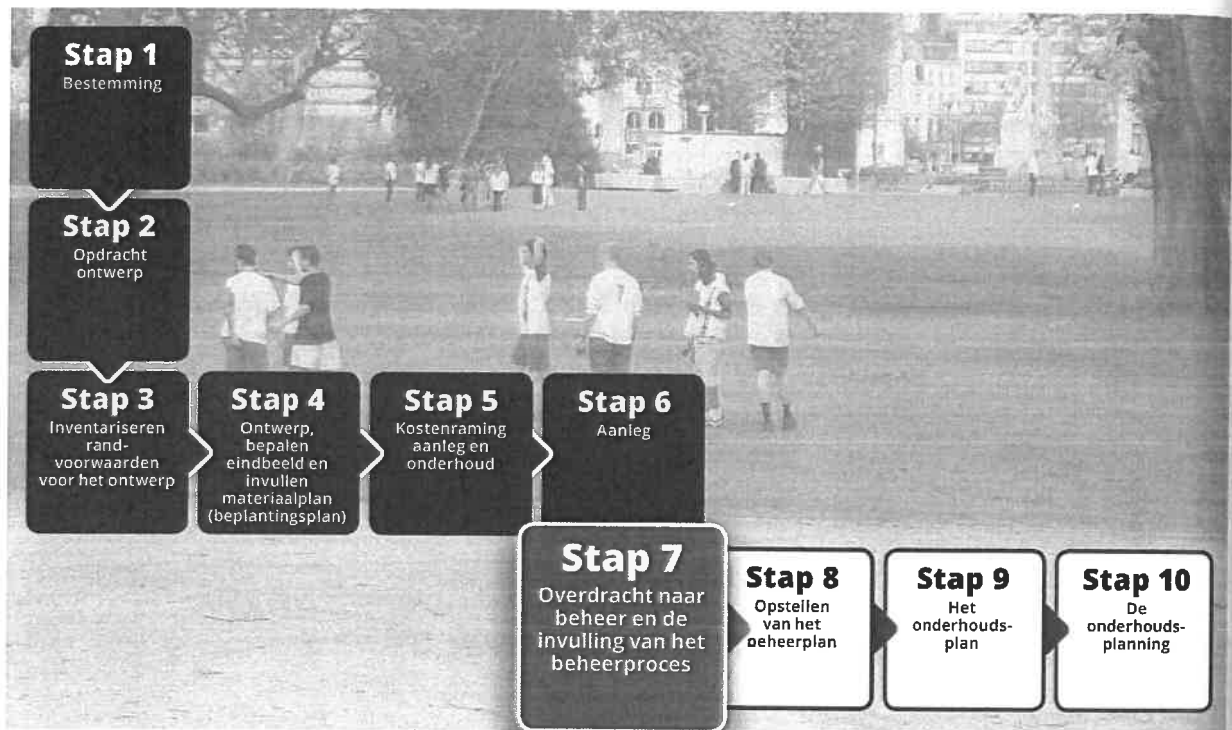 Stap 1
Bestemming
Stap 2
Opdracht
ontwerp
Stap 3
Inventariseren
rand-
voorwaarden
voor het ontwerp
Stap 4
Ontwerp,
bepalen
eindbeeld en
invullen
materiaalplan
(beplantingsplan)
Stap 5
Kostenraming
aanleg en
onderhoud
Stap 6
Aanleg
Stap 7
Overdracht naar
beheer en de
invulling van het
beheerproces
Stap 8
Opstellen
van het
beheerplan
Stap 9
Het
onderhouds-
plan
Stap 10
De
onderhouds-
planning